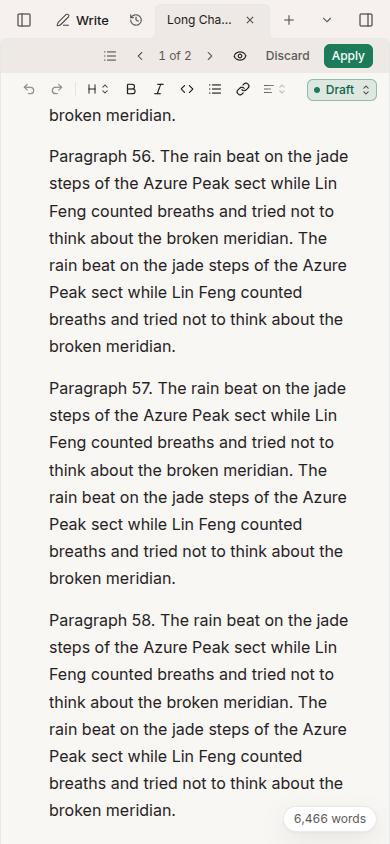 Write
Long Cha...
1 of 2
Discard
Apply
H
B
I
Draft
broken meridian.
Paragraph 56. The rain beat on the jade
steps of the Azure Peak sect while Lin
Feng counted breaths and tried not to
think about the broken meridian. The
rain beat on the jade steps of the Azure
Peak sect while Lin Feng counted
breaths and tried not to think about the
broken meridian.
Paragraph 57. The rain beat on the jade
steps of the Azure Peak sect while Lin
Feng counted breaths and tried not to
think about the broken meridian. The
rain beat on the jade steps of the Azure
Peak sect while Lin Feng counted
breaths and tried not to think about the
broken meridian.
Paragraph 58. The rain beat on the jade
steps of the Azure Peak sect while Lin
Feng counted breaths and tried not to
think about the broken meridian. The
rain beat on the jade steps of the Azure
Peak sect while Lin Feng counted
breaths and tried not to think about the
broken meridian.
6,466 words